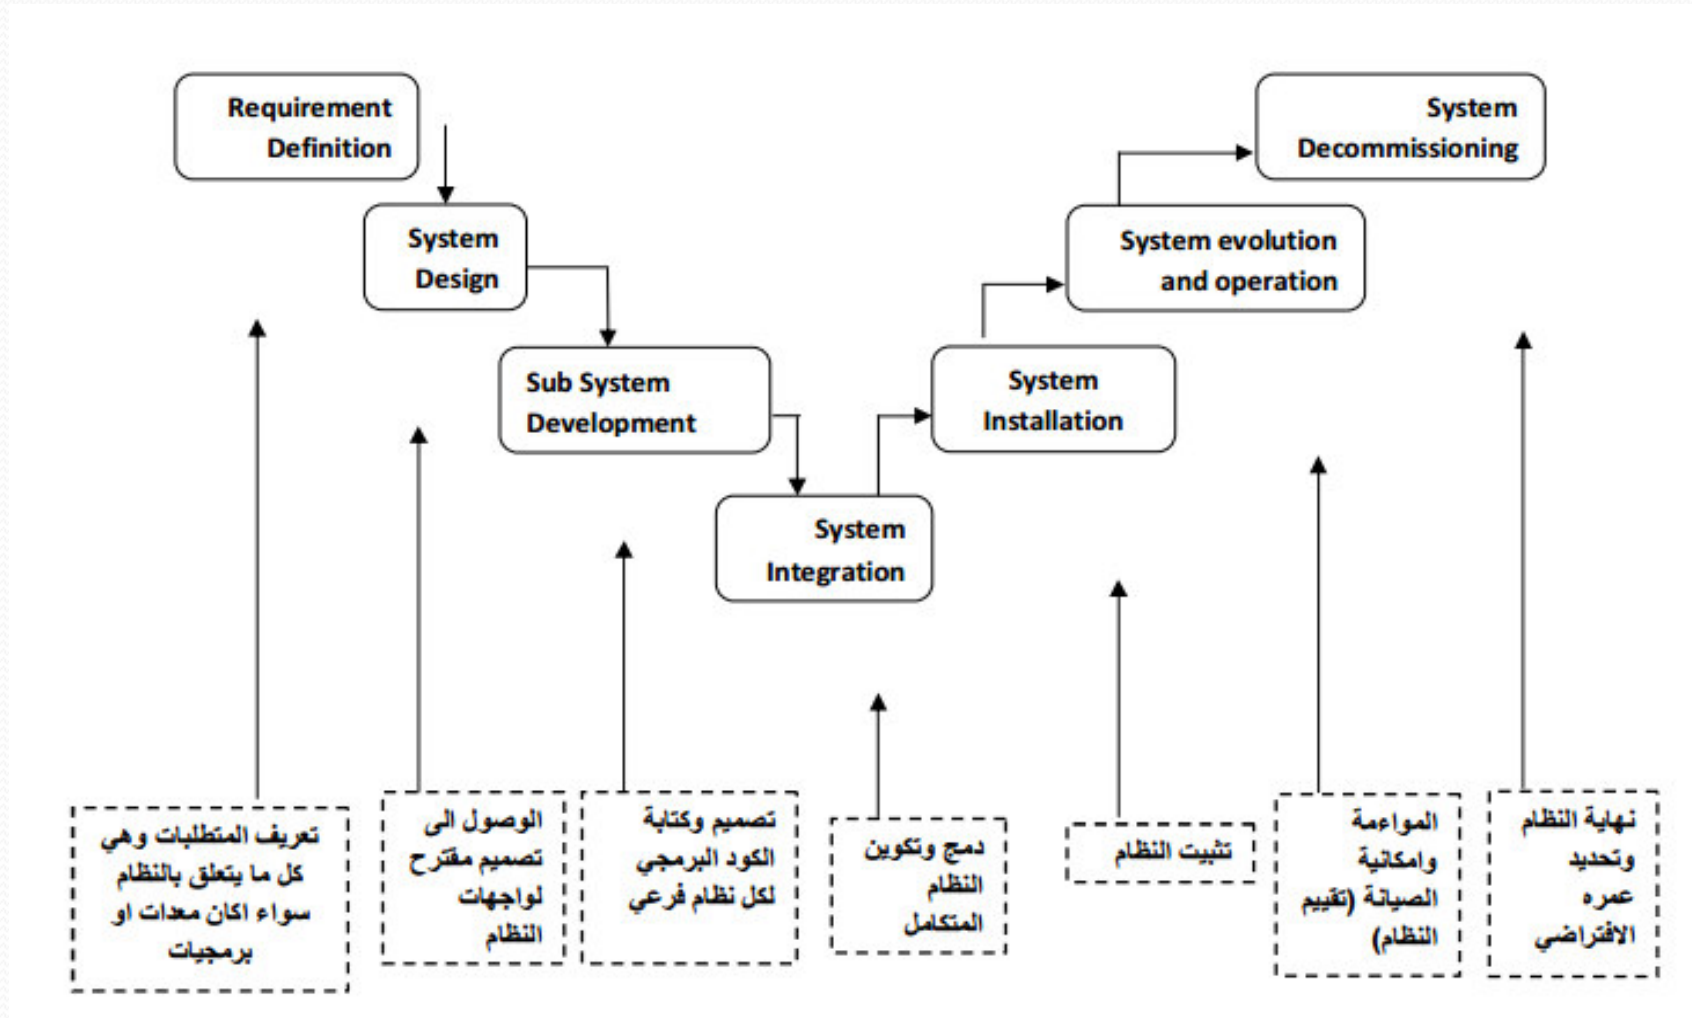 Requirement
Definition
System
Decommissioning
System
Design
System evolution
and operation
Sub System
Development
System
Installation
System
Integration
تعريف المتطلبات وهي
كل ما يتعلق بالنظام
سواء اكان معدات او
برمجيات
الوصول الى
تصميم مقترح
لواجهات
النظام
تصميم وكتابة
الكود البرمجي
لكل نظام فرعي
دمج وتكوين
النظام
المتكامل
تثبيت النظام
المواءمة
وامكانية
الصيانة (تقييم
النظام)
نهاية النظام
وتحديد
عمره
الافتراضي